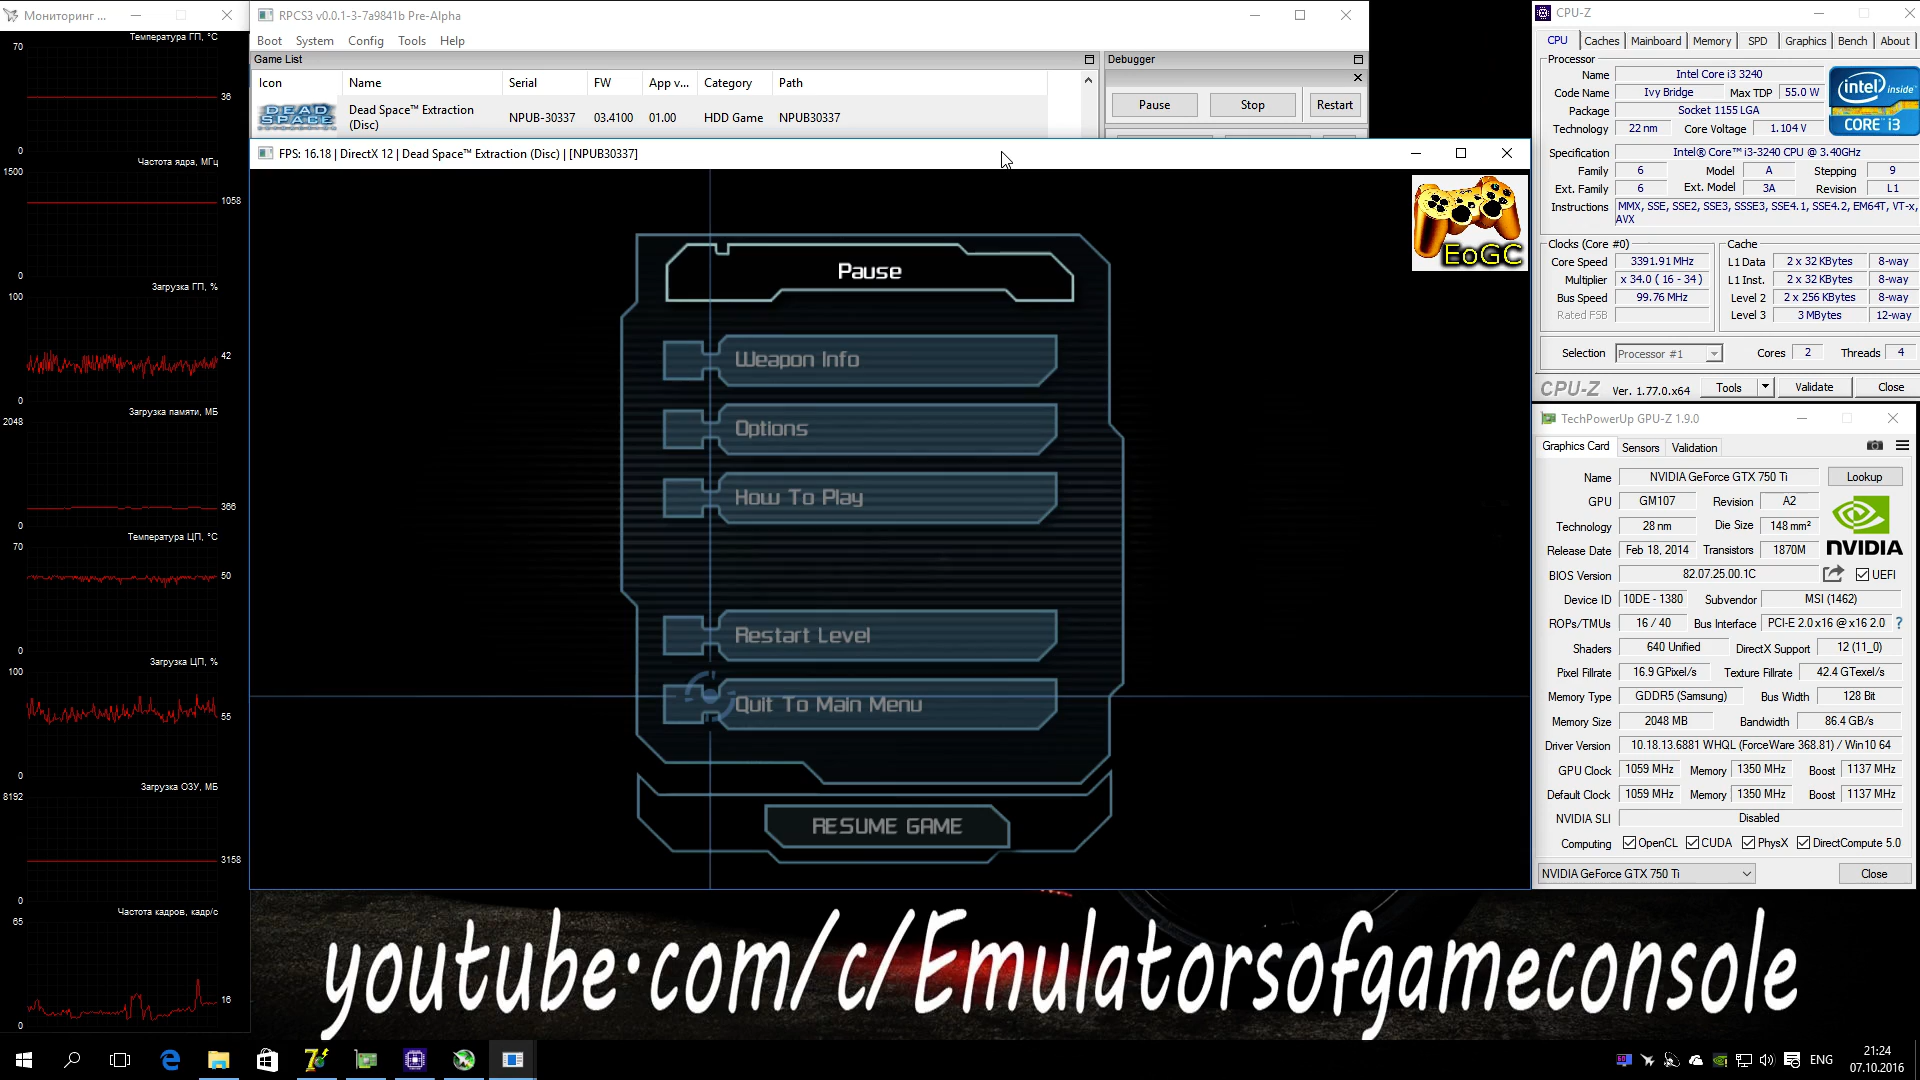 Мониторинг ...
Температура ГП, °C
70
36
0
Частота ядра, МГц
1500
1058
0
Загрузка ГП, %
100
42
0
Загрузка памяти, МБ
2048
366
0
Температура ЦП, °C
70
50
0
Загрузка ЦП, %
100
55
0
Загрузка ОЗУ, МБ
8192
3158
0
Частота кадров, кадр/с
65
16
0
RPCS3 v0.0.1-3-7a9841b Pre-Alpha
Boot System Config Tools Help
Game List
Icon Name Serial FW App v... Category Path
DEAD SPACE
Dead Space™ Extraction (Disc) NPUB-30337 03.4100 01.00 HDD Game NPUB30337
Debugger
Pause Stop Restart
FPS: 16.18 | DirectX 12 | Dead Space™ Extraction (Disc) | [NPUB30337]
EoGC
Pause
Weapon Info
Options
How To Play
Restart Level
Quit To Main Menu
RESUME GAME
CPU-Z
CPU Caches Mainboard Memory SPD Graphics Bench About
Processor
Name Intel Core i3 3240
Code Name Ivy Bridge Max TDP 55.0 W
Package Socket 1155 LGA
Technology 22 nm Core Voltage 1.104 V
intel inside™
CORE i3
Specification Intel® Core™ i3-3240 CPU @ 3.40GHz
Family 6 Model A Stepping 9
Ext. Family 6 Ext. Model 3A Revision L1
Instructions MMX, SSE, SSE2, SSE3, SSSE3, SSE4.1, SSE4.2, EM64T, VT-x, AVX
Clocks (Core #0)
Core Speed 3391.91 MHz
Multiplier x 34.0 ( 16 - 34 )
Bus Speed 99.76 MHz
Rated FSB
Cache
L1 Data 2 x 32 KBytes 8-way
L1 Inst. 2 x 32 KBytes 8-way
Level 2 2 x 256 KBytes 8-way
Level 3 3 MBytes 12-way
Selection Processor #1 Cores 2 Threads 4
CPU-Z Ver. 1.77.0.x64 Tools Validate Close
TechPowerUp GPU-Z 1.9.0
Graphics Card Sensors Validation
Name NVIDIA GeForce GTX 750 Ti Lookup
GPU GM107 Revision A2
Technology 28 nm Die Size 148 mm²
Release Date Feb 18, 2014 Transistors 1870M
NVIDIA
BIOS Version 82.07.25.00.1C UEFI
Device ID 10DE - 1380 Subvendor MSI (1462)
ROPs/TMUs 16 / 40 Bus Interface PCI-E 2.0 x16 @ x16 2.0 ?
Shaders 640 Unified DirectX Support 12 (11_0)
Pixel Fillrate 16.9 GPixel/s Texture Fillrate 42.4 GTexel/s
Memory Type GDDR5 (Samsung) Bus Width 128 Bit
Memory Size 2048 MB Bandwidth 86.4 GB/s
Driver Version 10.18.13.6881 WHQL (ForceWare 368.81) / Win10 64
GPU Clock 1059 MHz Memory 1350 MHz Boost 1137 MHz
Default Clock 1059 MHz Memory 1350 MHz Boost 1137 MHz
NVIDIA SLI Disabled
Computing OpenCL CUDA PhysX DirectCompute 5.0
NVIDIA GeForce GTX 750 Ti Close
youtube.com/c/Emulatorsofgameconsole
ENG
21:24
07.10.2016